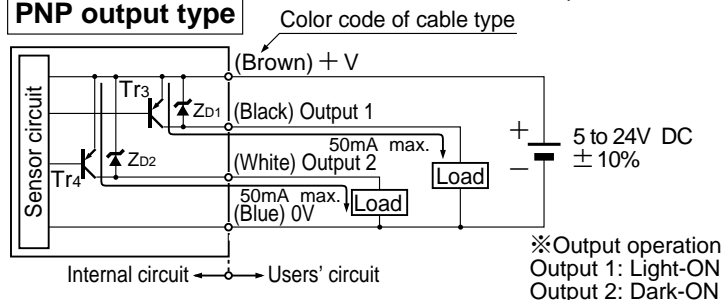 PNP output type
Color code of cable type
(Brown) + V
Tr3
ZD1
(Black) Output 1
50mA max.
+
5 to 24V DC
−
± 10%
Sensor circuit
ZD2
(White) Output 2
Load
Tr4
50mA max.
Load
(Blue) 0V
Internal circuit
Users' circuit
※Output operation
Output 1: Light-ON
Output 2: Dark-ON